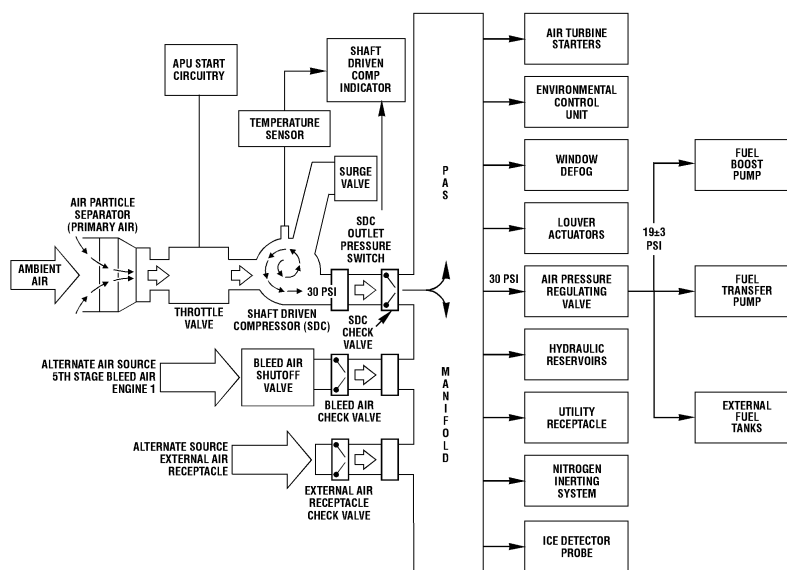 APU START
CIRCUITRY
SHAFT
DRIVEN
COMP
INDICATOR
TEMPERATURE
SENSOR
SURGE
VALVE
AIR PARTICLE
SEPARATOR
(PRIMARY AIR)
SDC
OUTLET
PRESSURE
SWITCH
AMBIENT
AIR
30 PSI
THROTTLE
VALVE
SHAFT DRIVEN
COMPRESSOR (SDC)
SDC
CHECK
VALVE
ALTERNATE AIR SOURCE
5TH STAGE BLEED AIR
ENGINE 1
BLEED AIR
SHUTOFF
VALVE
BLEED AIR
CHECK VALVE
ALTERNATE SOURCE
EXTERNAL AIR
RECEPTACLE
EXTERNAL AIR
RECEPTACLE
CHECK VALVE
PAS
MANIFOLD
AIR TURBINE
STARTERS
ENVIRONMENTAL
CONTROL
UNIT
WINDOW
DEFOG
LOUVER
ACTUATORS
30 PSI
AIR PRESSURE
REGULATING
VALVE
HYDRAULIC
RESERVOIRS
UTILITY
RECEPTACLE
NITROGEN
INERTING
SYSTEM
ICE DETECTOR
PROBE
19±3
PSI
FUEL
BOOST
PUMP
FUEL
TRANSFER
PUMP
EXTERNAL
FUEL
TANKS